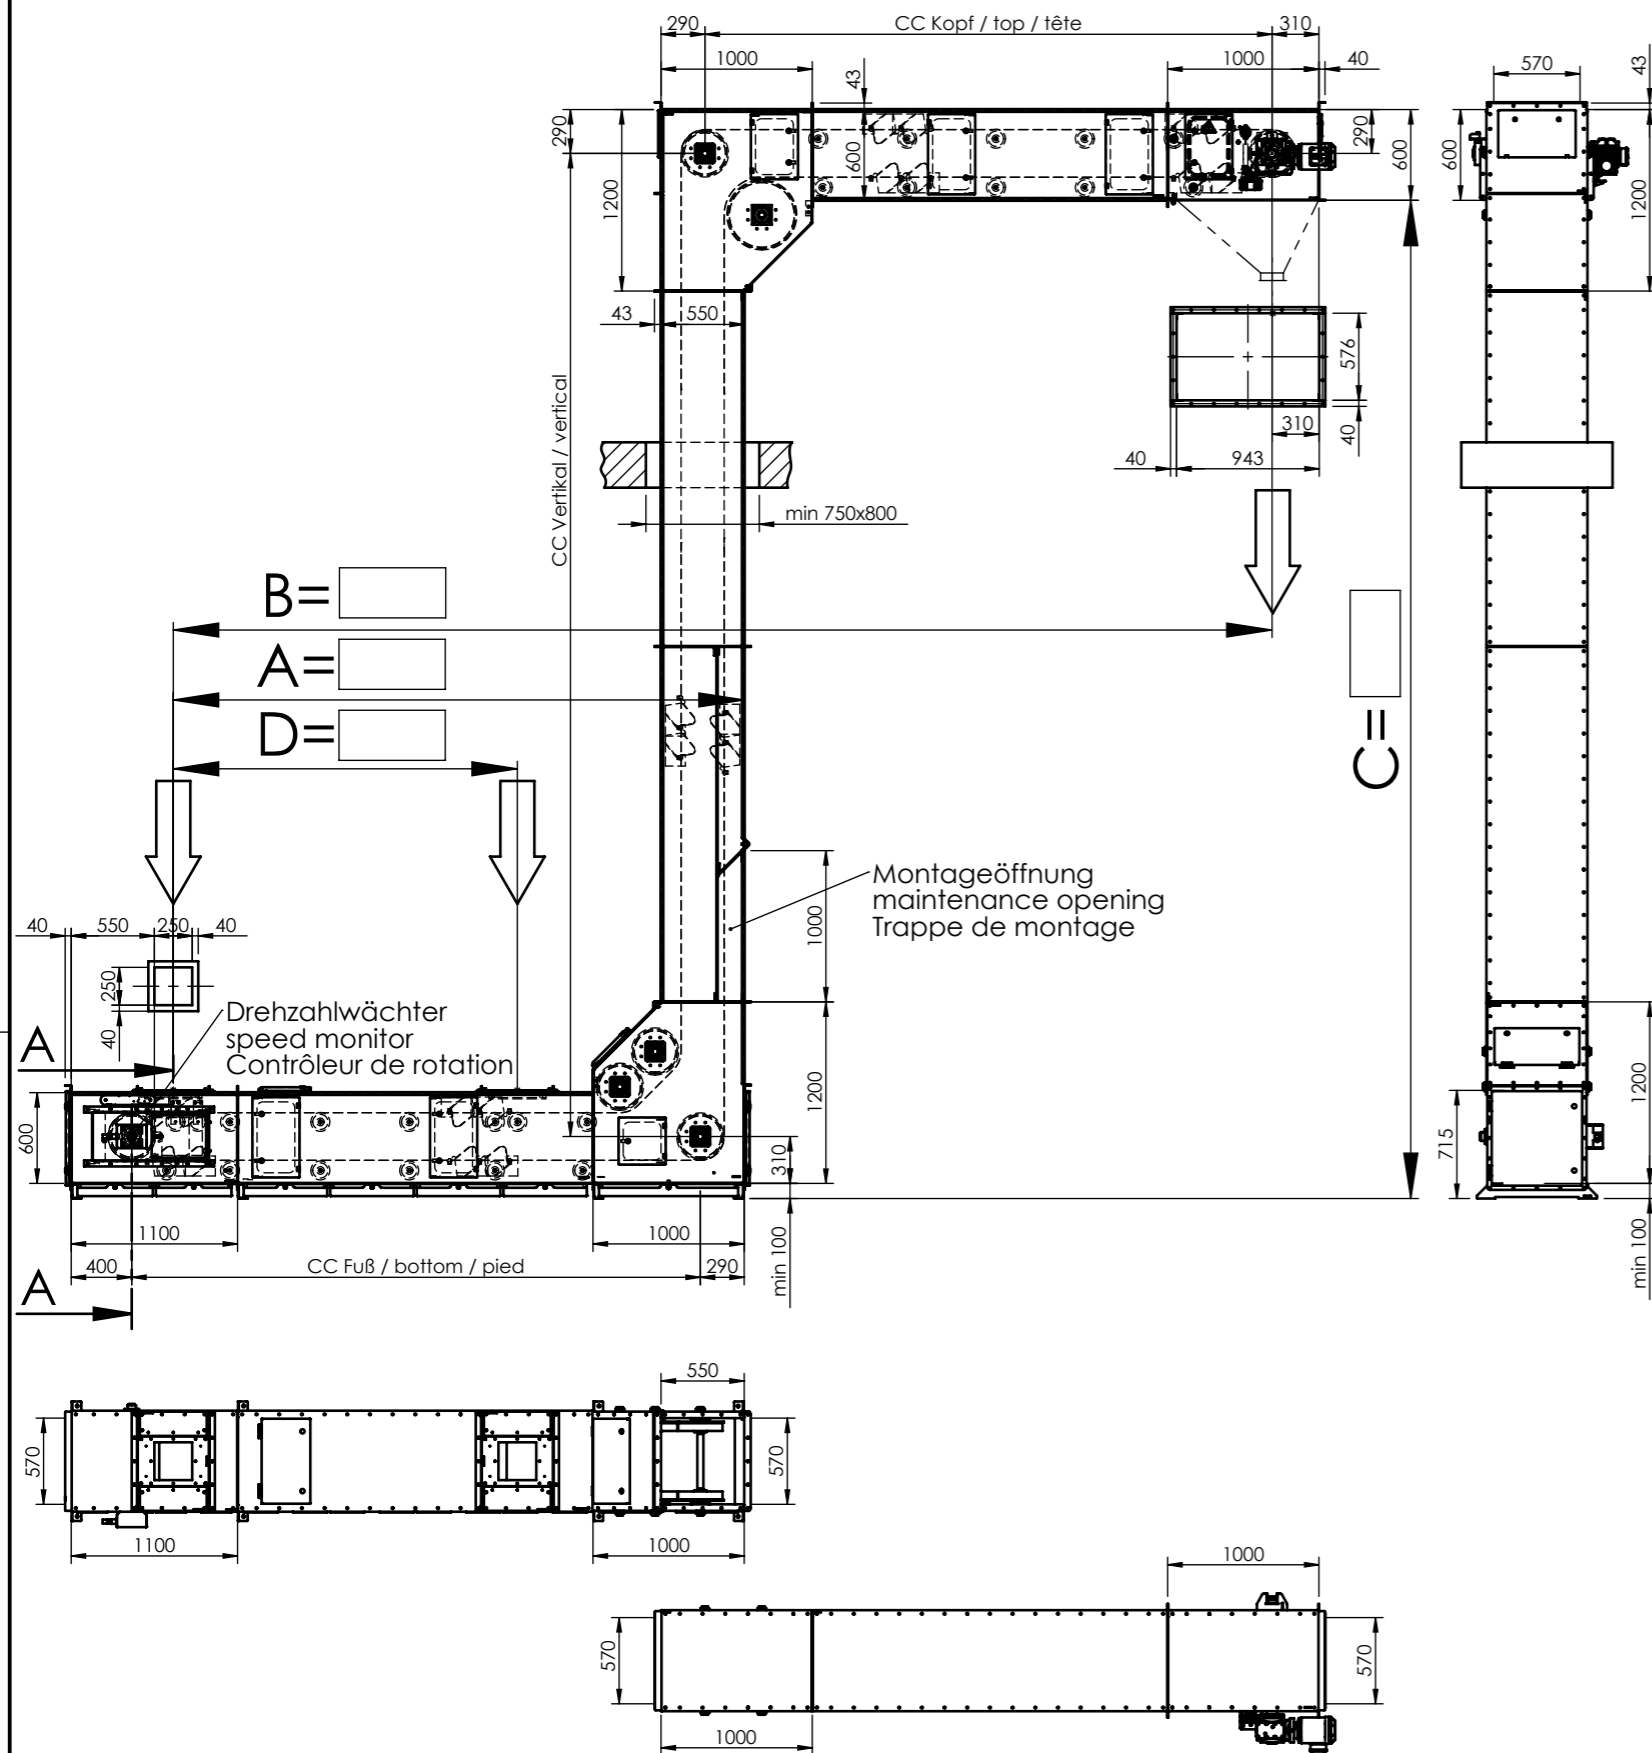 290
CC Kopf / top / tête
310
1000
43
1000
40
570
43
290
1200
600
290
600
600
1200
43
550
576
310
40
40
943
CC Vertikal / vertical
min 750x800
B=
A=
D=
C=
Montageöffnung
maintenance opening
Trappe de montage
1000
40
550
250
40
250
40
Drehzahlwächter
speed monitor
Contrôleur de rotation
A
600
1200
310
1200
715
1100
1000
min 100
min 100
400
CC Fuß / bottom / pied
290
A
550
570
570
1100
1000
1000
570
570
1000